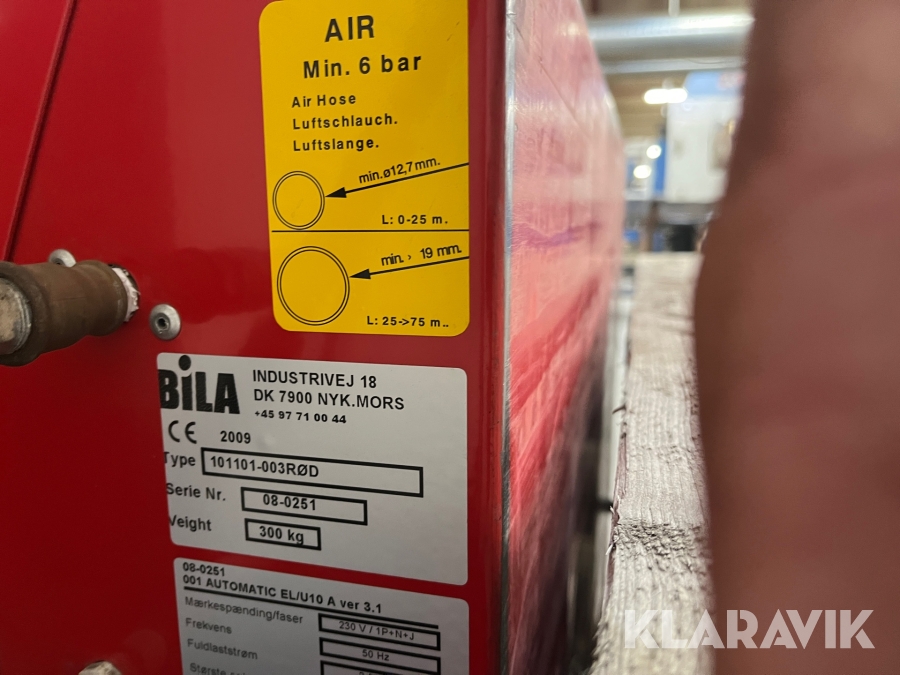 AIR
Min. 6 bar
Air Hose
Luftschlauch.
Luftslange.
min.ø12,7mm.
L: 0-25 m.
min. > 19 mm.
L: 25->75 m..
BiLA
INDUSTRIVEJ 18
DK 7900 NYK.MORS
+45 97 71 00 44
CE 2009
Type 101101-003RØD
Serie Nr. 08-0251
Weight 300 kg
08-0251
001 AUTOMATIC EL/U10 A ver 3.1
Mærkespænding/faser 230 V / 1P+N+J
Frekvens 50 Hz
Fuldlaststrøm
Største
KLARAVIK